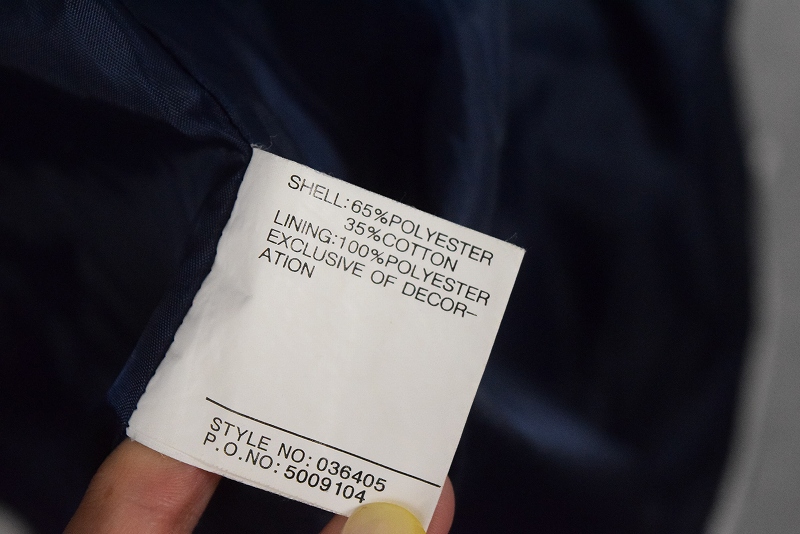 SHELL:65%POLYESTER
35%COTTON
LINING:100%POLYESTER
EXCLUSIVE OF DECOR-
ATION
STYLE NO:036405
P.O.NO:5009104